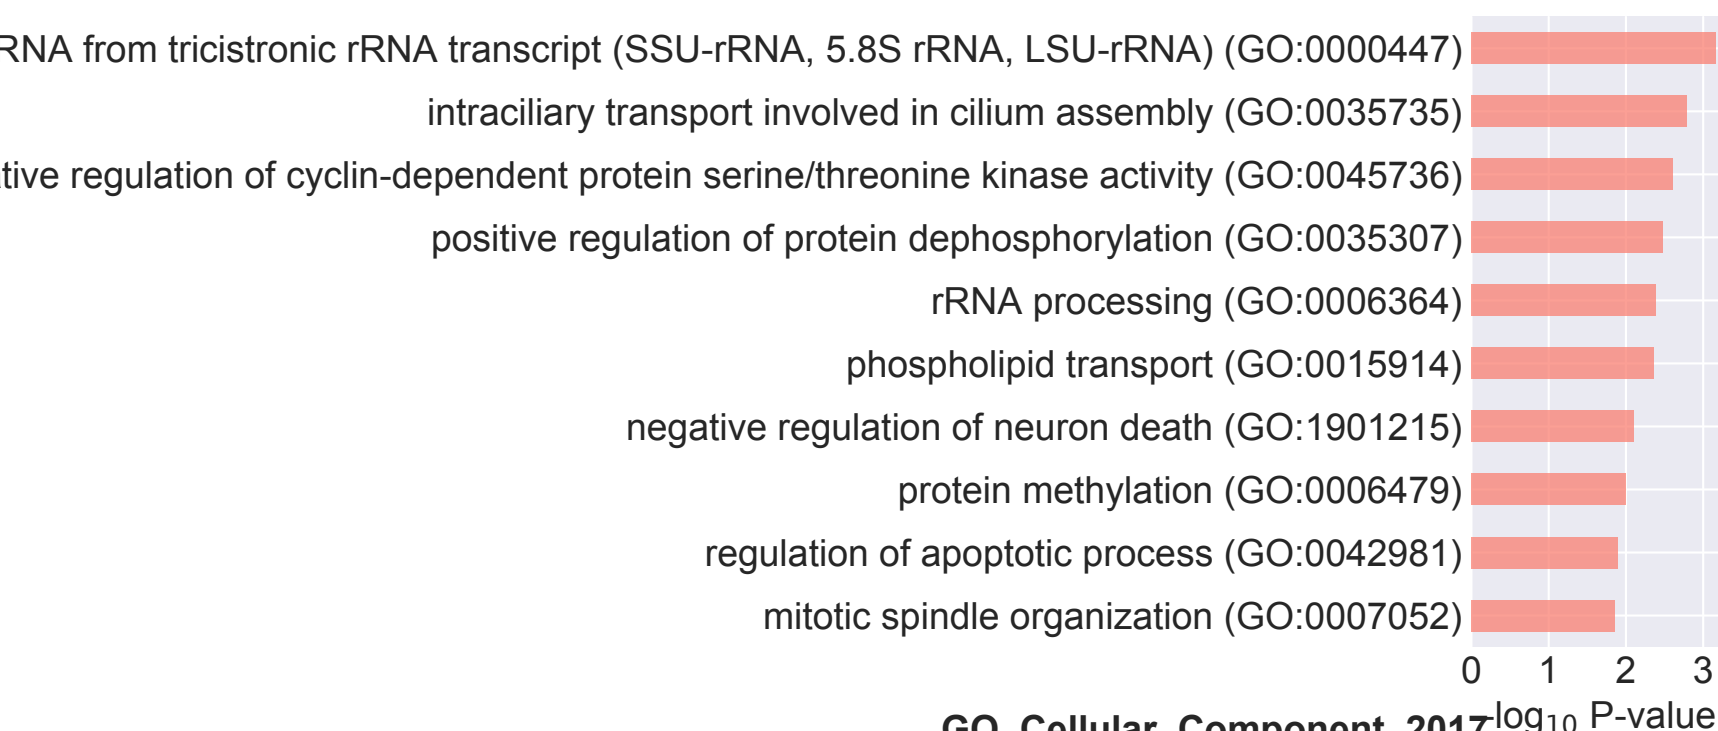 RNA from tricistronic rRNA transcript (SSU-rRNA, 5.8S rRNA, LSU-rRNA) (GO:0000447)
intraciliary transport involved in cilium assembly (GO:0035735)
tive regulation of cyclin-dependent protein serine/threonine kinase activity (GO:0045736)
positive regulation of protein dephosphorylation (GO:0035307)
rRNA processing (GO:0006364)
phospholipid transport (GO:0015914)
negative regulation of neuron death (GO:1901215)
protein methylation (GO:0006479)
regulation of apoptotic process (GO:0042981)
mitotic spindle organization (GO:0007052)
0 1 2 3
-log₁₀ P-value
GO_Cellular_Component_2017